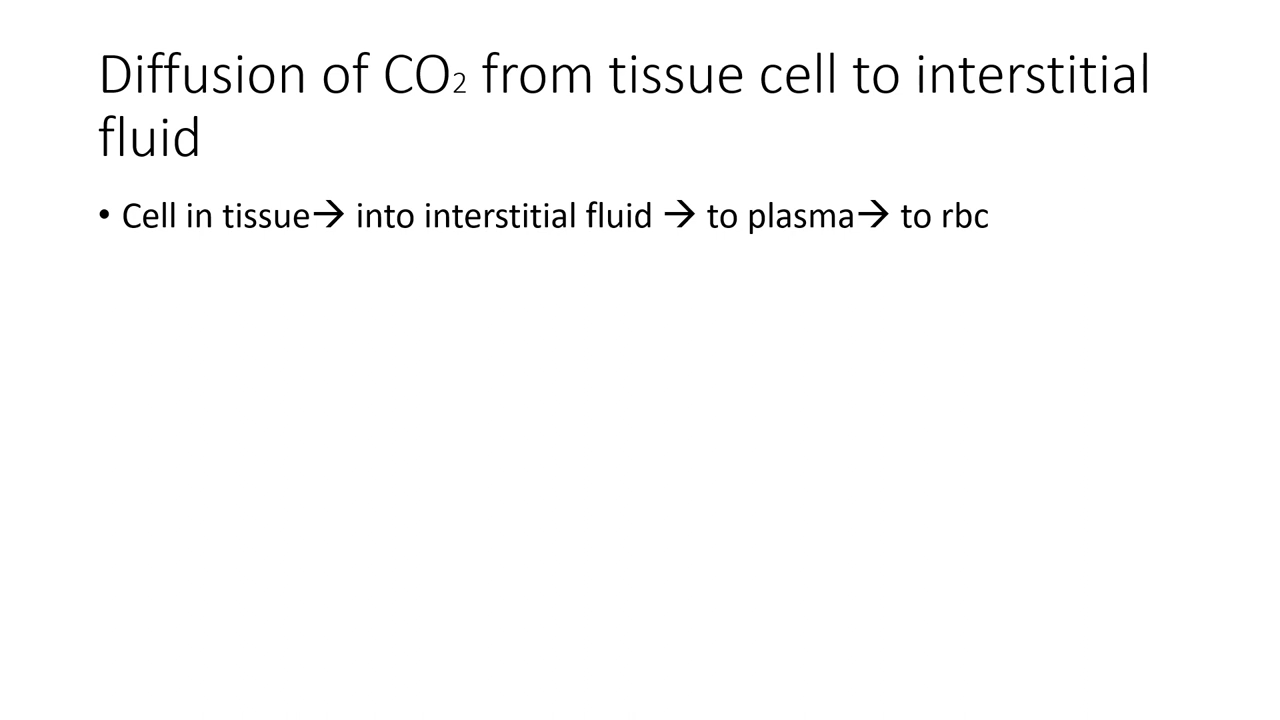 Diffusion of CO₂ from tissue cell to interstitial
fluid
• Cell in tissue→ into interstitial fluid → to plasma→ to rbc